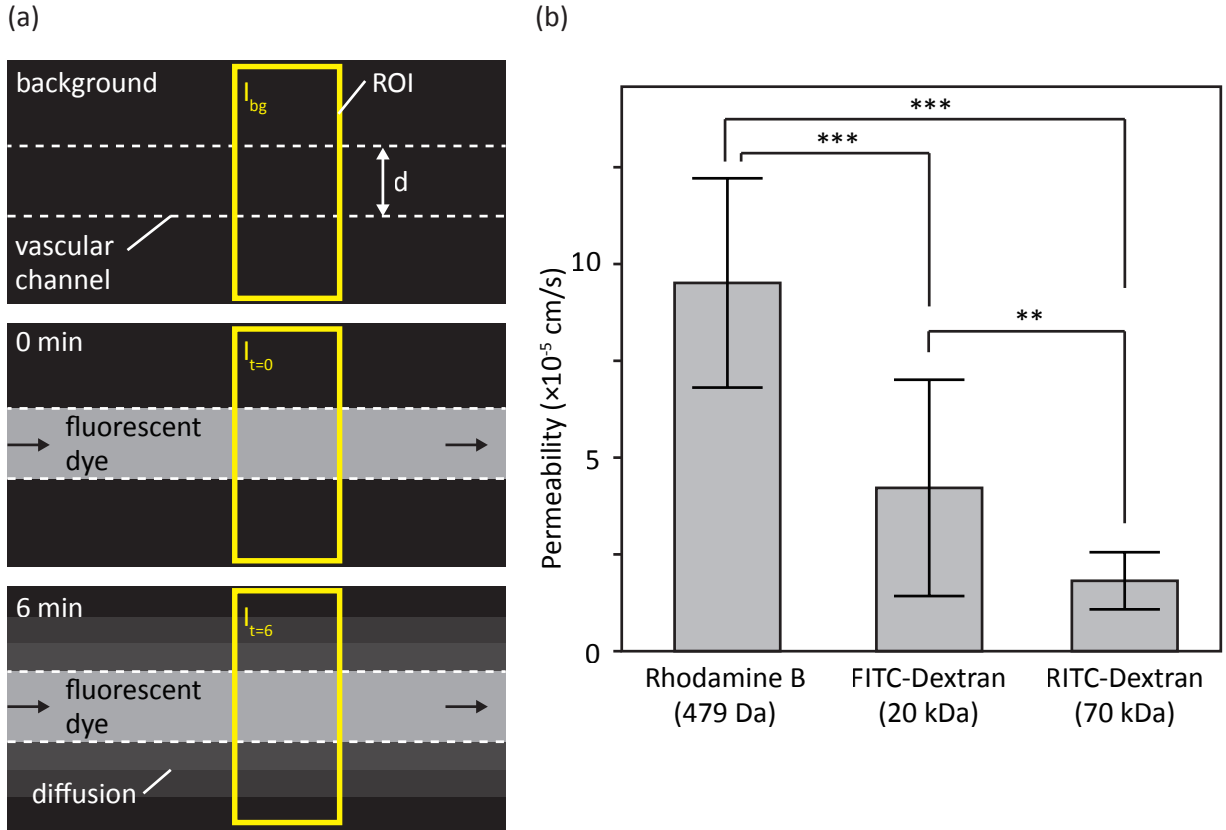 (a)
background
I_bg
ROI
d
vascular
channel
0 min
I_t=0
fluorescent
dye
6 min
I_t=6
fluorescent
dye
diffusion
(b)
Permeability (×10⁻⁵ cm/s)
10
5
0
***
***
**
Rhodamine B
(479 Da)
FITC-Dextran
(20 kDa)
RITC-Dextran
(70 kDa)